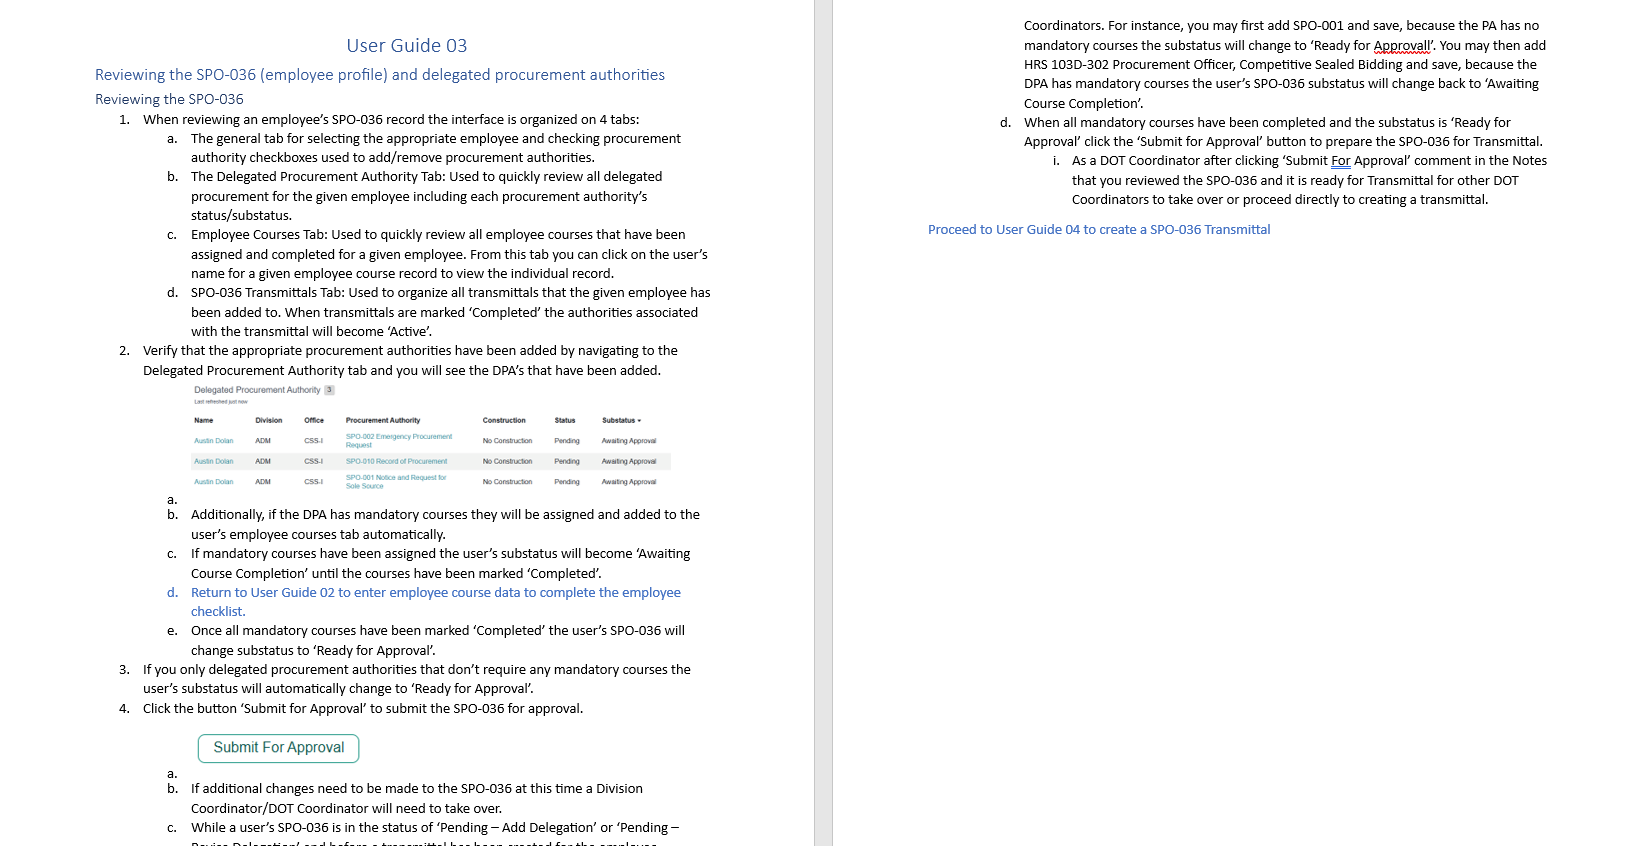 User Guide 03
Reviewing the SPO-036 (employee profile) and delegated procurement authorities
Reviewing the SPO-036
1. When reviewing an employee’s SPO-036 record the interface is organized on 4 tabs:
a. The general tab for selecting the appropriate employee and checking procurement
authority checkboxes used to add/remove procurement authorities.
b. The Delegated Procurement Authority Tab: Used to quickly review all delegated
procurement for the given employee including each procurement authority’s
status/substatus.
c. Employee Courses Tab: Used to quickly review all employee courses that have been
assigned and completed for a given employee. From this tab you can click on the user’s
name for a given employee course record to view the individual record.
d. SPO-036 Transmittals Tab: Used to organize all transmittals that the given employee has
been added to. When transmittals are marked ‘Completed’ the authorities associated
with the transmittal will become ‘Active’.
2. Verify that the appropriate procurement authorities have been added by navigating to the
Delegated Procurement Authority tab and you will see the DPA’s that have been added.
Delegated Procurement Authority 3
Last refreshed just now
Name Division Office Procurement Authority Construction Status Substatus
Austin Dolan ADM CSS-I SPO-002 Emergency Procurement Request No Construction Pending Awaiting Approval
Austin Dolan ADM CSS-I SPO-010 Record of Procurement No Construction Pending Awaiting Approval
Austin Dolan ADM CSS-I SPO-001 Notice and Request for Sole Source No Construction Pending Awaiting Approval
a.
b. Additionally, if the DPA has mandatory courses they will be assigned and added to the
user’s employee courses tab automatically.
c. If mandatory courses have been assigned the user’s substatus will become ‘Awaiting
Course Completion’ until the courses have been marked ‘Completed’.
d. Return to User Guide 02 to enter employee course data to complete the employee
checklist.
e. Once all mandatory courses have been marked ‘Completed’ the user’s SPO-036 will
change substatus to ‘Ready for Approval’.
3. If you only delegated procurement authorities that don’t require any mandatory courses the
user’s substatus will automatically change to ‘Ready for Approval’.
4. Click the button ‘Submit for Approval’ to submit the SPO-036 for approval.
Submit For Approval
a.
b. If additional changes need to be made to the SPO-036 at this time a Division
Coordinator/DOT Coordinator will need to take over.
c. While a user’s SPO-036 is in the status of ‘Pending – Add Delegation’ or ‘Pending –
Coordinators. For instance, you may first add SPO-001 and save, because the PA has no
mandatory courses the substatus will change to ‘Ready for Approvall’. You may then add
HRS 103D-302 Procurement Officer, Competitive Sealed Bidding and save, because the
DPA has mandatory courses the user’s SPO-036 substatus will change back to ‘Awaiting
Course Completion’.
d. When all mandatory courses have been completed and the substatus is ‘Ready for
Approval’ click the ‘Submit for Approval’ button to prepare the SPO-036 for Transmittal.
i. As a DOT Coordinator after clicking ‘Submit For Approval’ comment in the Notes
that you reviewed the SPO-036 and it is ready for Transmittal for other DOT
Coordinators to take over or proceed directly to creating a transmittal.
Proceed to User Guide 04 to create a SPO-036 Transmittal